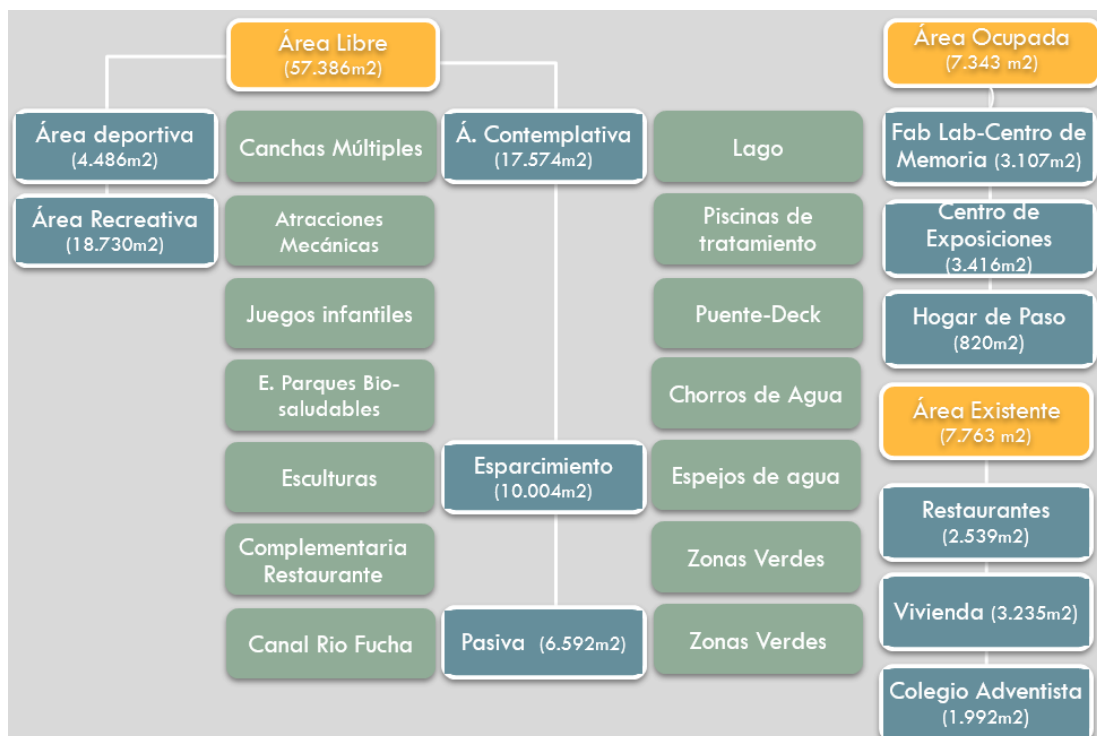 Área Libre
(57.386m2)
Área deportiva
(4.486m2)
Área Recreativa
(18.730m2)
Canchas Múltiples
Atracciones
Mecánicas
Juegos infantiles
E. Parques Bio-
saludables
Esculturas
Complementaria
Restaurante
Canal Rio Fucha
Á. Contemplativa
(17.574m2)
Esparcimiento
(10.004m2)
Pasiva (6.592m2)
Lago
Piscinas de
tratamiento
Puente-Deck
Chorros de Agua
Espejos de agua
Zonas Verdes
Zonas Verdes
Área Ocupada
(7.343 m2)
Fab Lab-Centro de
Memoria (3.107m2)
Centro de
Exposiciones
(3.416m2)
Hogar de Paso
(820m2)
Área Existente
(7.763 m2)
Restaurantes
(2.539m2)
Vivienda (3.235m2)
Colegio Adventista
(1.992m2)